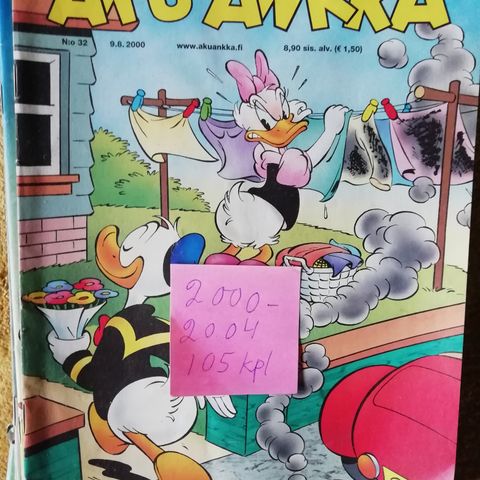 AKU ANKKA
N:o 32 9.8. 2000 www.akuankka.fi 8,90 sis. alv. (€ 1,50)
2000-
2004
105 kpl